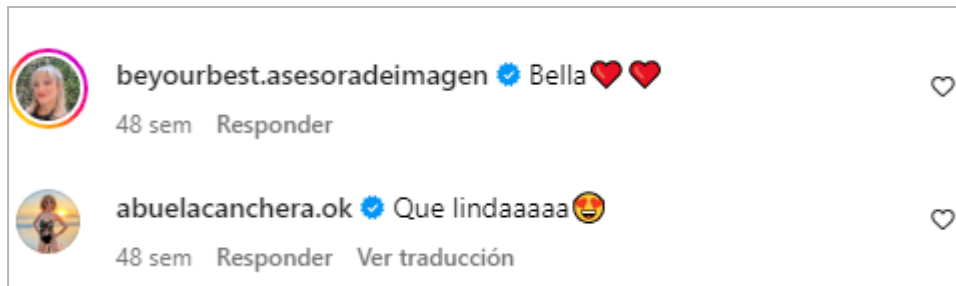 beyourbest.asesoradeimagen Bella❤️❤️
48 sem Responder
abuelacanchera.ok Que lindaaaaa😍
48 sem Responder Ver traducción